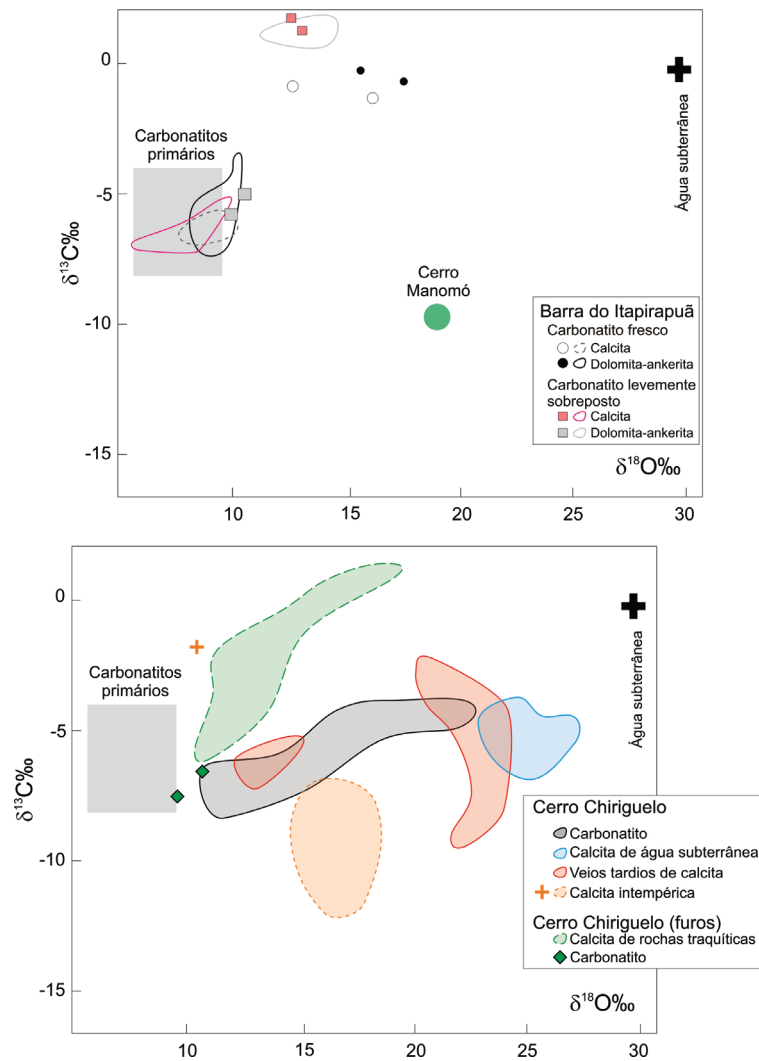 0
-5
-10
-15
δ¹³C‰
Carbonatitos
primários
Cerro
Manomó
Água subterrânea
Barra do Itapirapuã
Carbonatito fresco
Calcita
Dolomita-ankerita
Carbonatito levemente
sobreposto
Calcita
Dolomita-ankerita
δ¹⁸O‰
10
15
20
25
30
0
-5
-10
-15
δ¹³C‰
Carbonatitos
primários
Água subterrânea
Cerro Chiriguelo
Carbonatito
Calcita de água subterrânea
Veios tardios de calcita
Calcita intempérica
Cerro Chiriguelo (furos)
Calcita de rochas traquíticas
Carbonatito
δ¹⁸O‰
10
15
20
25
30